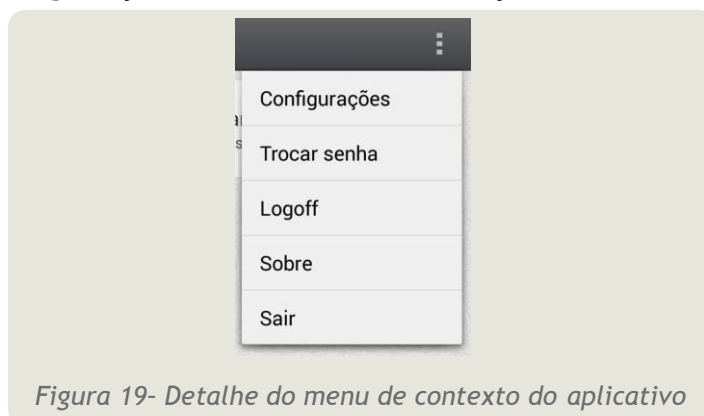 Configurações
Trocar senha
Logoff
Sobre
Sair
Figura 19– Detalhe do menu de contexto do aplicativo